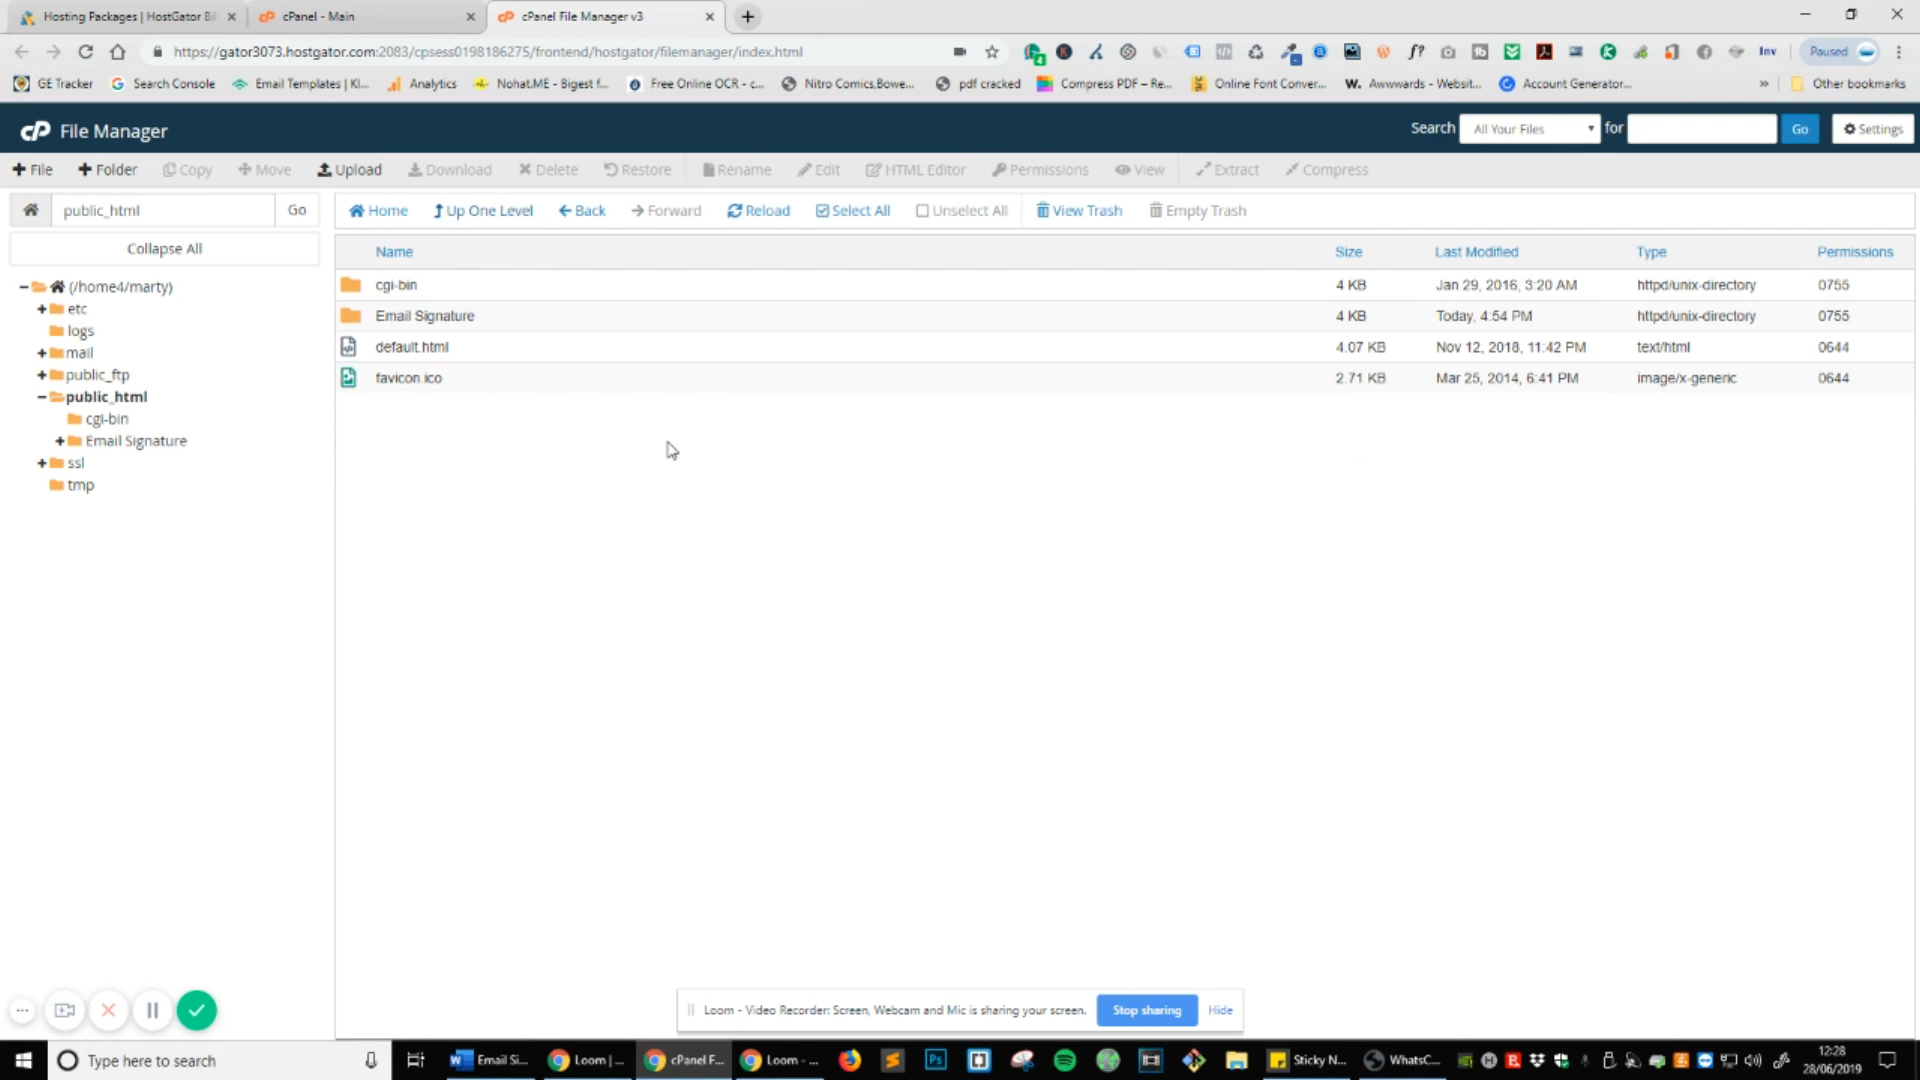 Hosting Packages | HostGator Bil
cPanel - Main
cPanel File Manager v3
https://gator3073.hostgator.com:2083/cpsess0198186275/frontend/hostgator/filemanager/index.html
Inv
Paused
GE Tracker
Search Console
Email Templates | Kl...
Analytics
Nohat.ME - Bigest f...
Free Online OCR - c...
Nitro Comics,Bowe...
pdf cracked
Compress PDF – Re...
Online Font Conver...
W. Awwwards - Websit...
Account Generator...
»
Other bookmarks
cP File Manager
Search
All Your Files
for
Go
Settings
File
Folder
Copy
Move
Upload
Download
Delete
Restore
Rename
Edit
HTML Editor
Permissions
View
Extract
Compress
public_html
Go
Home
Up One Level
Back
Forward
Reload
Select All
Unselect All
View Trash
Empty Trash
Collapse All
Name Size Last Modified Type Permissions
cgi-bin 4 KB Jan 29, 2016, 3:20 AM httpd/unix-directory 0755
Email Signature 4 KB Today, 4:54 PM httpd/unix-directory 0755
default.html 4.07 KB Nov 12, 2018, 11:42 PM text/html 0644
favicon.ico 2.71 KB Mar 25, 2014, 6:41 PM image/x-generic 0644
(/home4/marty)
etc
logs
mail
public_ftp
public_html
cgi-bin
Email Signature
ssl
tmp
Loom - Video Recorder: Screen, Webcam and Mic is sharing your screen.
Stop sharing
Hide
Type here to search
Email Si...
Loom | ...
cPanel F...
Loom - ...
Ps
Sticky N...
WhatsC...
12:28
28/06/2019